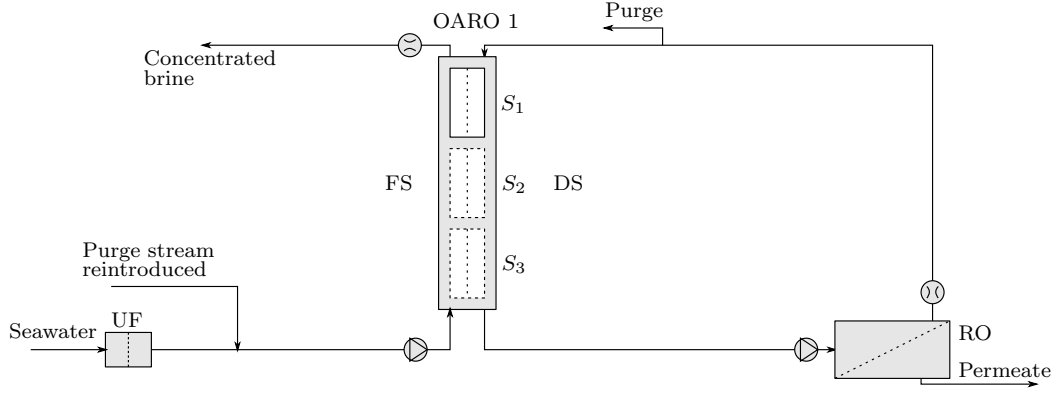 OARO 1
Purge
Concentrated
brine
S1
FS
S2
DS
S3
Purge stream
reintroduced
Seawater
UF
RO
Permeate